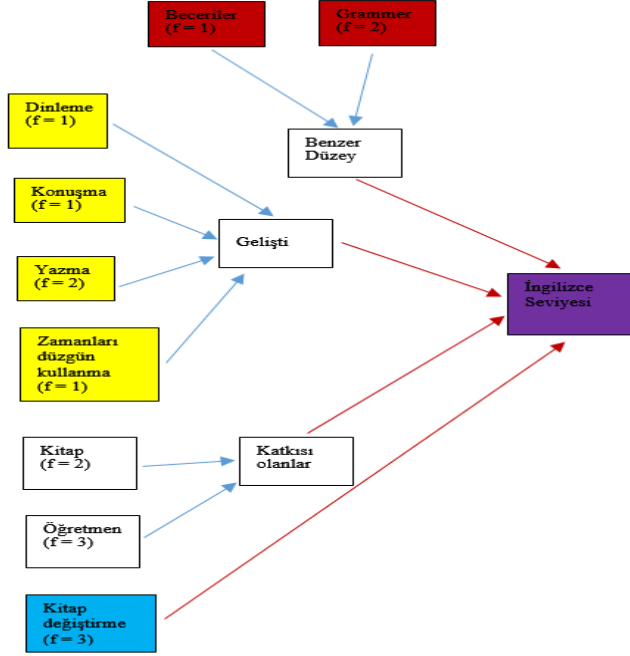 Beceriler
(f = 1)
Grammer
(f = 2)
Dinleme
(f = 1)
Benzer
Düzey
Konuşma
(f = 1)
Gelişti
Yazma
(f = 2)
İngilizce
Seviyesi
Zamanları
düzgün
kullanma
(f = 1)
Kitap
(f = 2)
Katkısı
olanlar
Öğretmen
(f = 3)
Kitap
değiştirme
(f = 3)